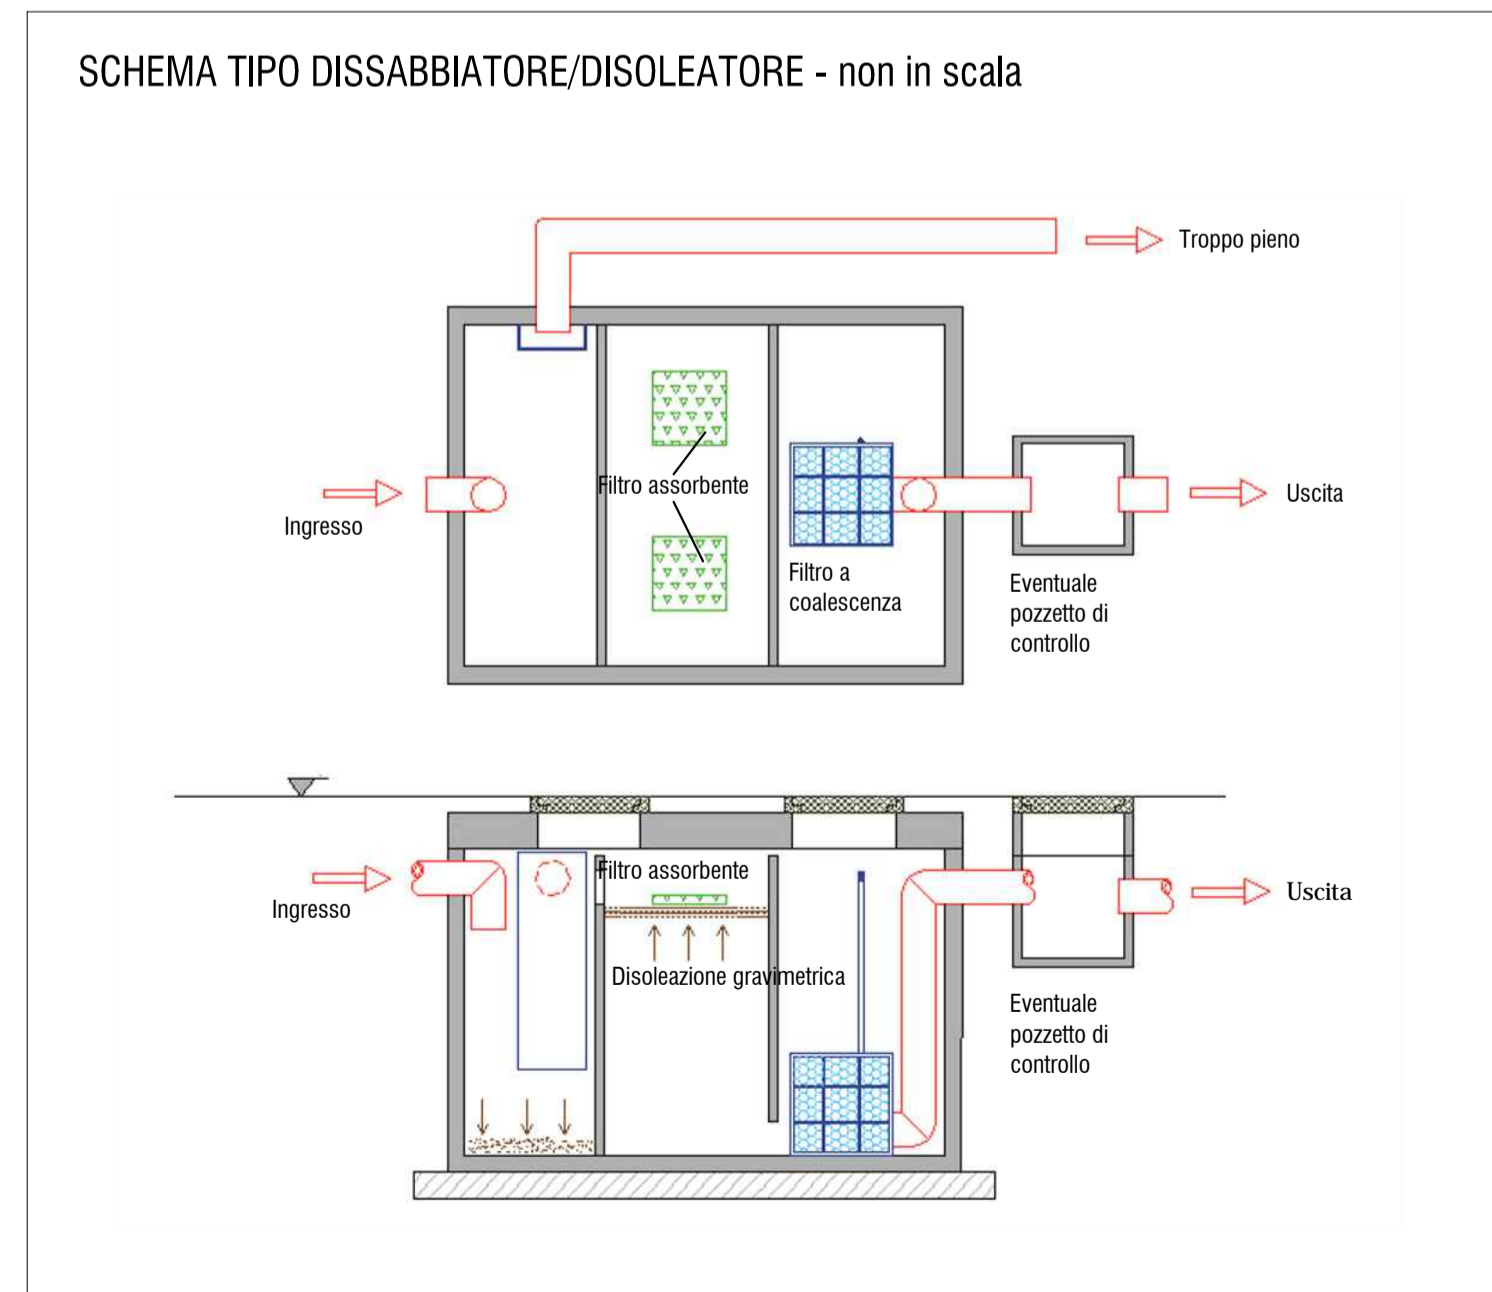 SCHEMA TIPO DISSABBIATORE/DISOLEATORE - non in scala
Troppo pieno
Filtro assorbente
Uscita
Ingresso
Filtro a
coalescenza
Eventuale
pozzetto di
controllo
Filtro assorbente
Ingresso
Uscita
Disoleazione gravimetrica
Eventuale
pozzetto di
controllo